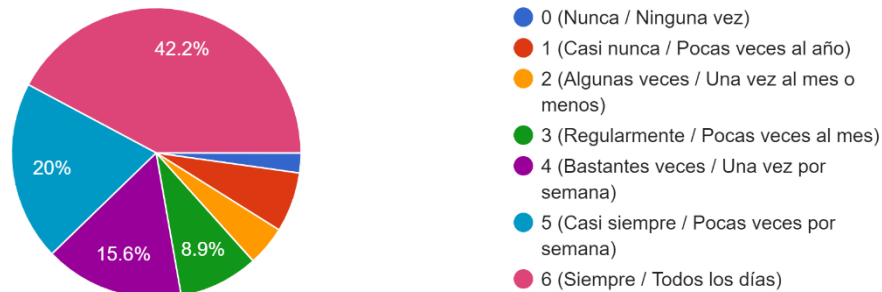 42.2%
20%
15.6%
8.9%
0 (Nunca / Ninguna vez)
1 (Casi nunca / Pocas veces al año)
2 (Algunas veces / Una vez al mes o
menos)
3 (Regularmente / Pocas veces al mes)
4 (Bastantes veces / Una vez por
semana)
5 (Casi siempre / Pocas veces por
semana)
6 (Siempre / Todos los días)